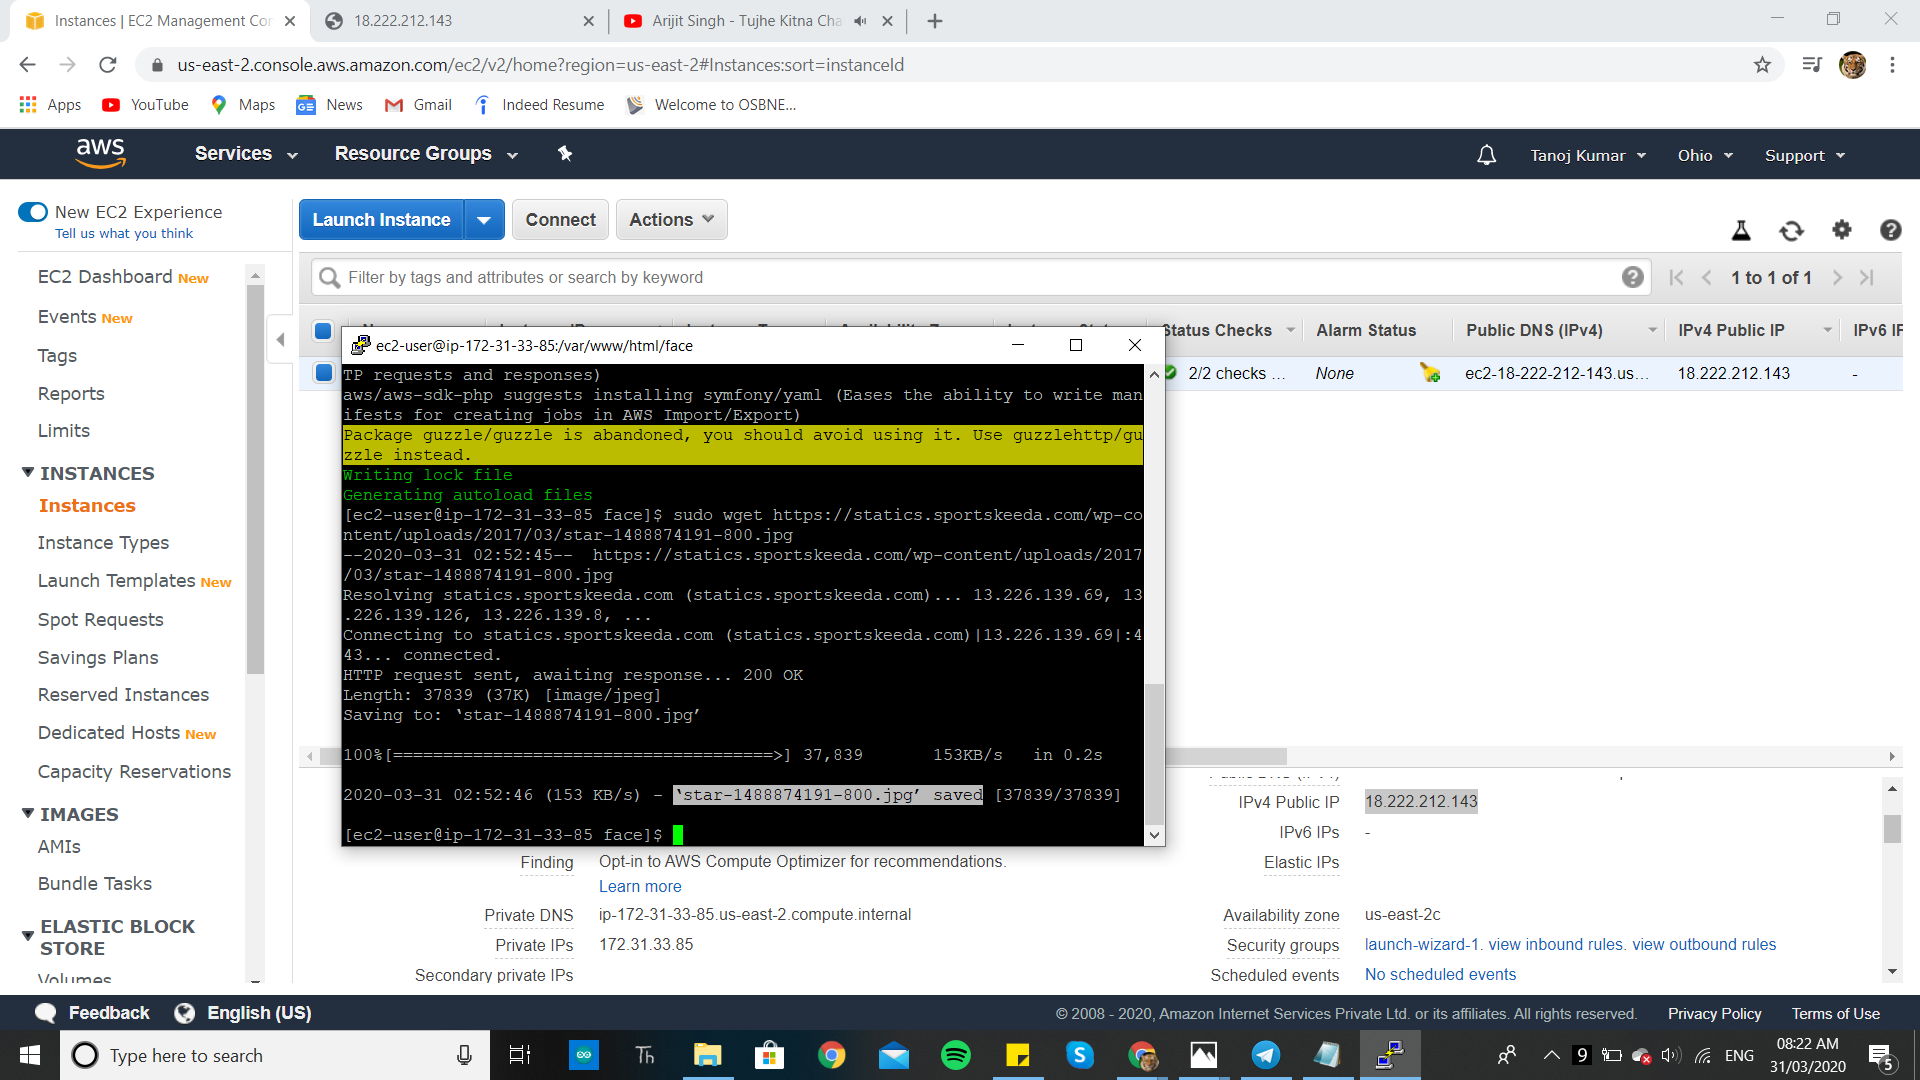 Instances | EC2 Management Con
18.222.212.143
Arijit Singh - Tujhe Kitna Cha
us-east-2.console.aws.amazon.com/ec2/v2/home?region=us-east-2#Instances:sort=instanceId
Apps
YouTube
Maps
News
Gmail
Indeed Resume
Welcome to OSBNE...
aws
Services
Resource Groups
Tanoj Kumar
Ohio
Support
New EC2 Experience
Tell us what you think
EC2 Dashboard New
Events New
Tags
Reports
Limits
INSTANCES
Instances
Instance Types
Launch Templates New
Spot Requests
Savings Plans
Reserved Instances
Dedicated Hosts New
Capacity Reservations
IMAGES
AMIs
Bundle Tasks
ELASTIC BLOCK
STORE
Volumes
Launch Instance
Connect
Actions
Filter by tags and attributes or search by keyword
1 to 1 of 1
Status Checks
Alarm Status
Public DNS (IPv4)
IPv4 Public IP
IPv6 IP
2/2 checks ...
None
ec2-18-222-212-143.us...
18.222.212.143
-
ec2-user@ip-172-31-33-85:/var/www/html/face
TP requests and responses)
aws/aws-sdk-php suggests installing symfony/yaml (Eases the ability to write man
ifests for creating jobs in AWS Import/Export)
Package guzzle/guzzle is abandoned, you should avoid using it. Use guzzlehttp/gu
zzle instead.
Writing lock file
Generating autoload files
[ec2-user@ip-172-31-33-85 face]$ sudo wget https://statics.sportskeeda.com/wp-co
ntent/uploads/2017/03/star-1488874191-800.jpg
--2020-03-31 02:52:45--  https://statics.sportskeeda.com/wp-content/uploads/2017
/03/star-1488874191-800.jpg
Resolving statics.sportskeeda.com (statics.sportskeeda.com)... 13.226.139.69, 13
.226.139.126, 13.226.139.8, ...
Connecting to statics.sportskeeda.com (statics.sportskeeda.com)|13.226.139.69|:4
43... connected.
HTTP request sent, awaiting response... 200 OK
Length: 37839 (37K) [image/jpeg]
Saving to: ‘star-1488874191-800.jpg’
100%[======================================>] 37,839 153KB/s in 0.2s
2020-03-31 02:52:46 (153 KB/s) - ‘star-1488874191-800.jpg’ saved [37839/37839]
[ec2-user@ip-172-31-33-85 face]$
Finding
Opt-in to AWS Compute Optimizer for recommendations.
Learn more
Private DNS
ip-172-31-33-85.us-east-2.compute.internal
Private IPs
172.31.33.85
Secondary private IPs
IPv4 Public IP
18.222.212.143
IPv6 IPs
-
Elastic IPs
Availability zone
us-east-2c
Security groups
launch-wizard-1. view inbound rules. view outbound rules
Scheduled events
No scheduled events
Feedback
English (US)
© 2008 - 2020, Amazon Internet Services Private Ltd. or its affiliates. All rights reserved.
Privacy Policy
Terms of Use
Type here to search
Th
9
ENG
08:22 AM
31/03/2020
5